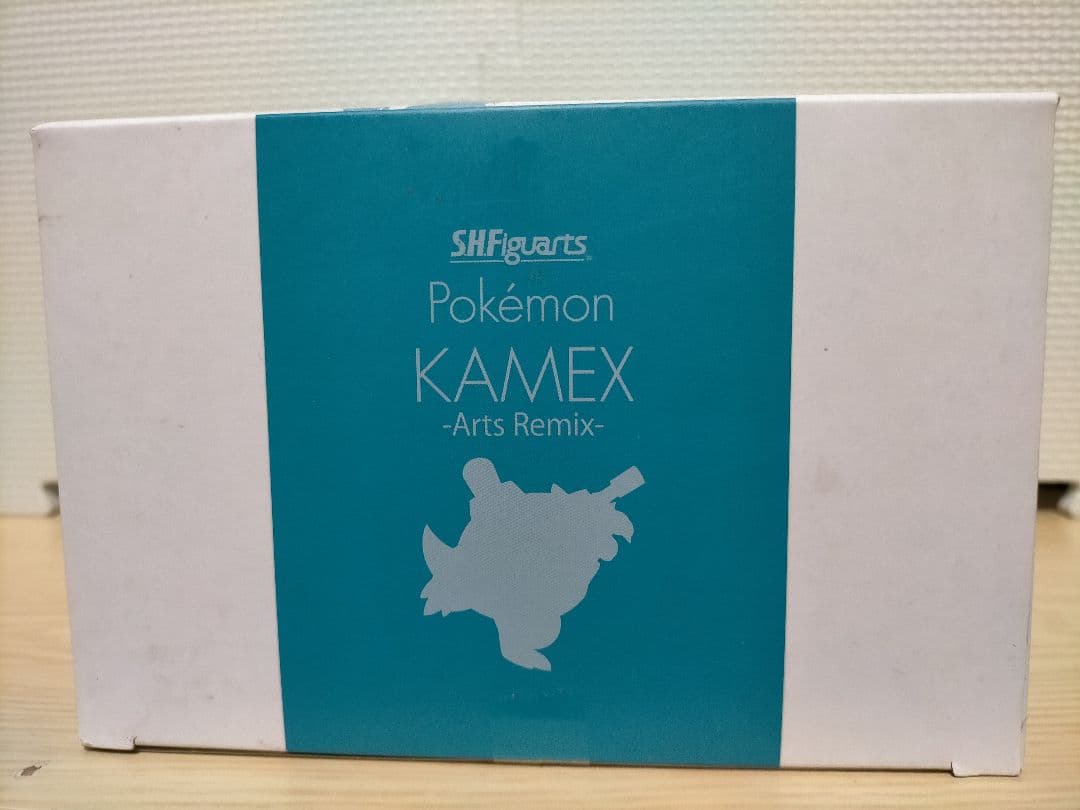 S.H.Figuarts
Pokémon
KAMEX
-Arts Remix-